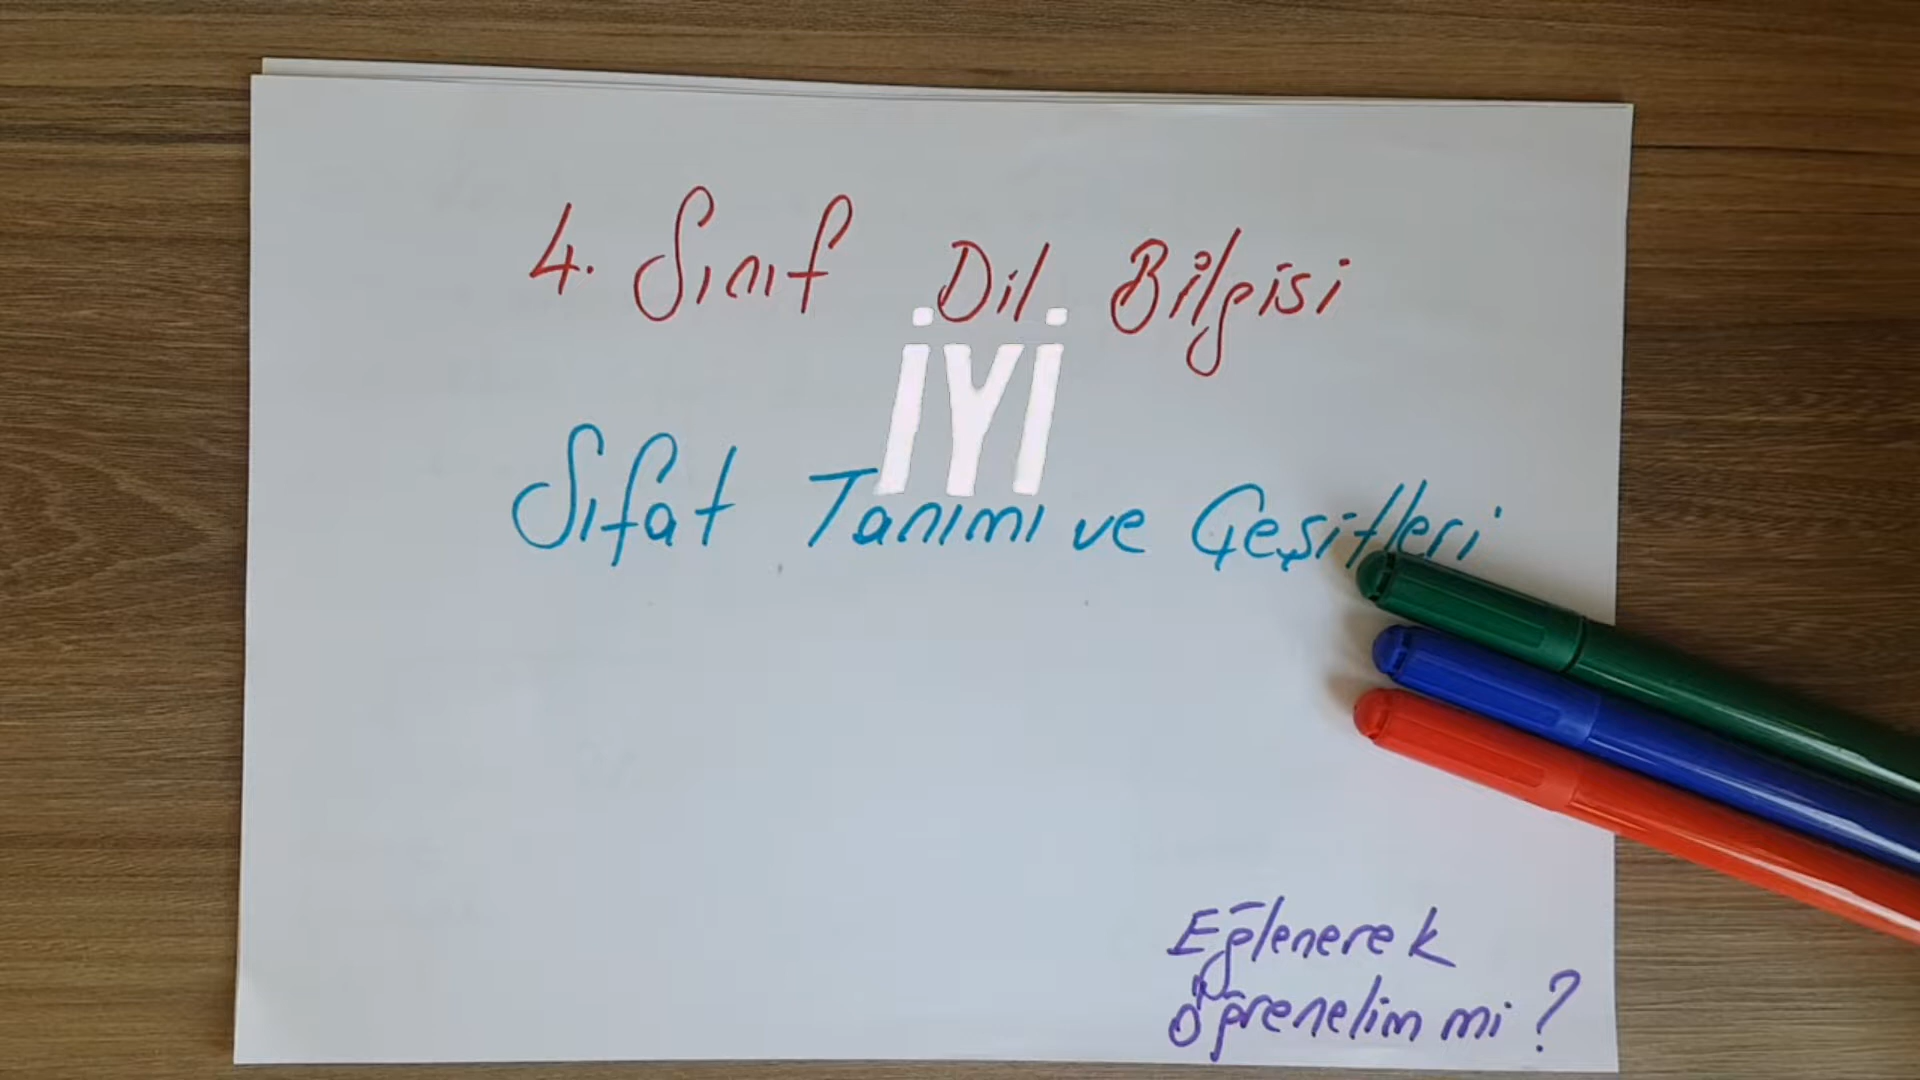 4. Sınıf Dil Bilgisi
İYİ
Sıfat Tanımı ve Çeşitleri
Eğlenerek
öğrenelim mi ?